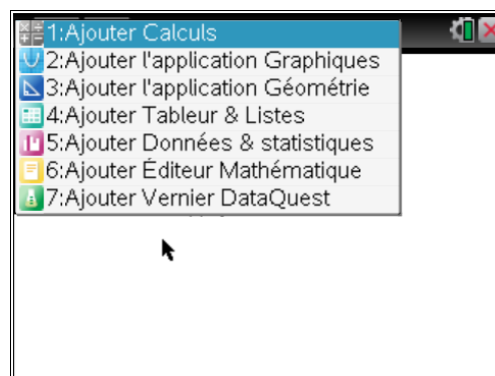 1:Ajouter Calculs
2:Ajouter l'application Graphiques
3:Ajouter l'application Géométrie
4:Ajouter Tableur & Listes
5:Ajouter Données & statistiques
6:Ajouter Éditeur Mathématique
7:Ajouter Vernier DataQuest